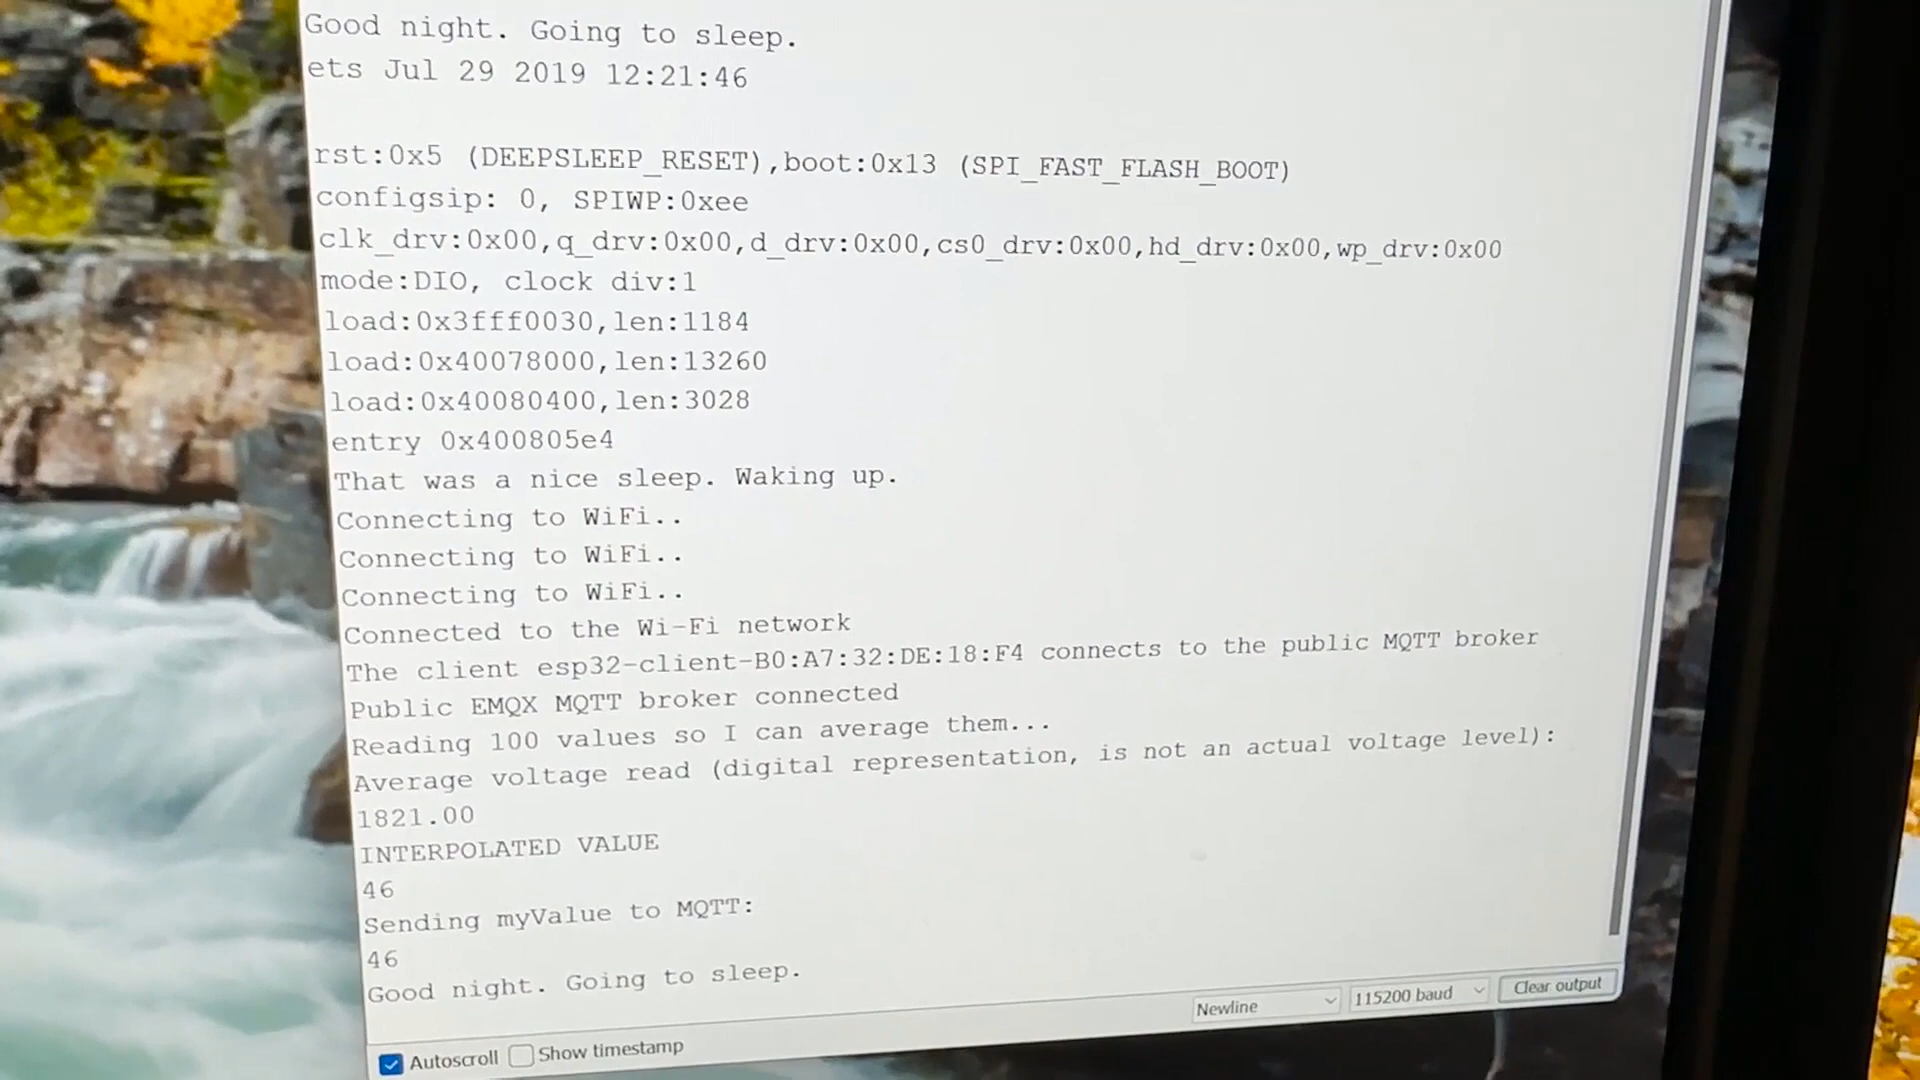 Good night. Going to sleep.
ets Jul 29 2019 12:21:46
rst:0x5 (DEEPSLEEP_RESET),boot:0x13 (SPI_FAST_FLASH_BOOT)
configsip: 0, SPIWP:0xee
clk_drv:0x00,q_drv:0x00,d_drv:0x00,cs0_drv:0x00,hd_drv:0x00,wp_drv:0x00
mode:DIO, clock div:1
load:0x3fff0030,len:1184
load:0x40078000,len:13260
load:0x40080400,len:3028
entry 0x400805e4
That was a nice sleep. Waking up.
Connecting to WiFi..
Connecting to WiFi..
Connecting to WiFi..
Connected to the Wi-Fi network
The client esp32-client-B0:A7:32:DE:18:F4 connects to the public MQTT broker
Public EMQX MQTT broker connected
Reading 100 values so I can average them...
Average voltage read (digital representation, is not an actual voltage level):
1821.00
INTERPOLATED VALUE
46
Sending myValue to MQTT:
46
Good night. Going to sleep.
Newline 115200 baud Clear output
Autoscroll Show timestamp